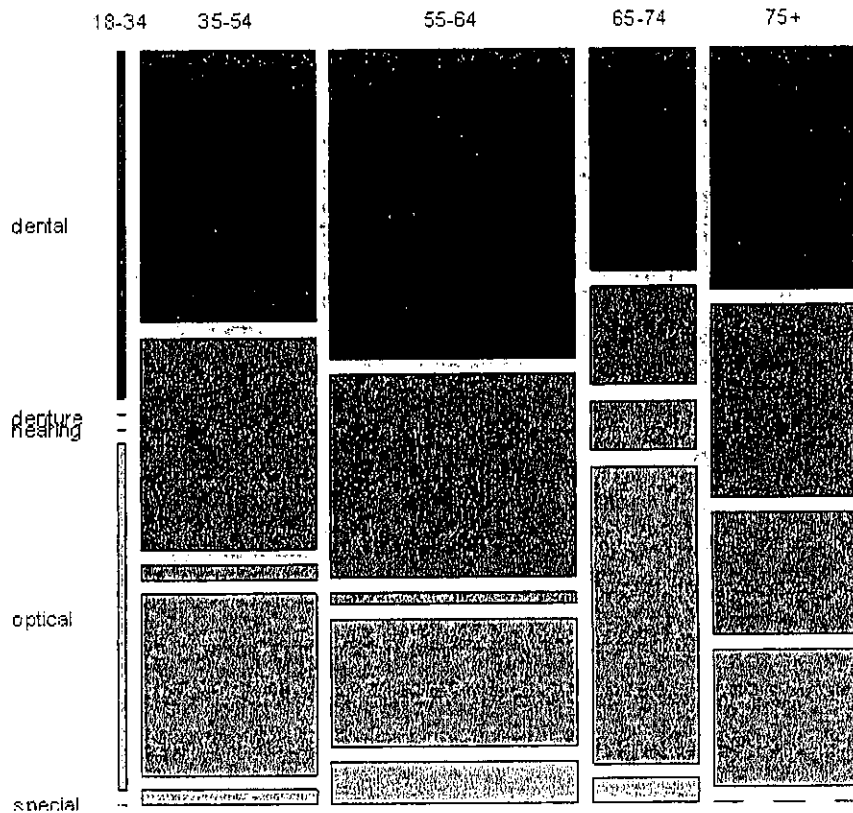 18-34 35-54 55-64 65-74 75+
dental
denture
hearing
optical
special